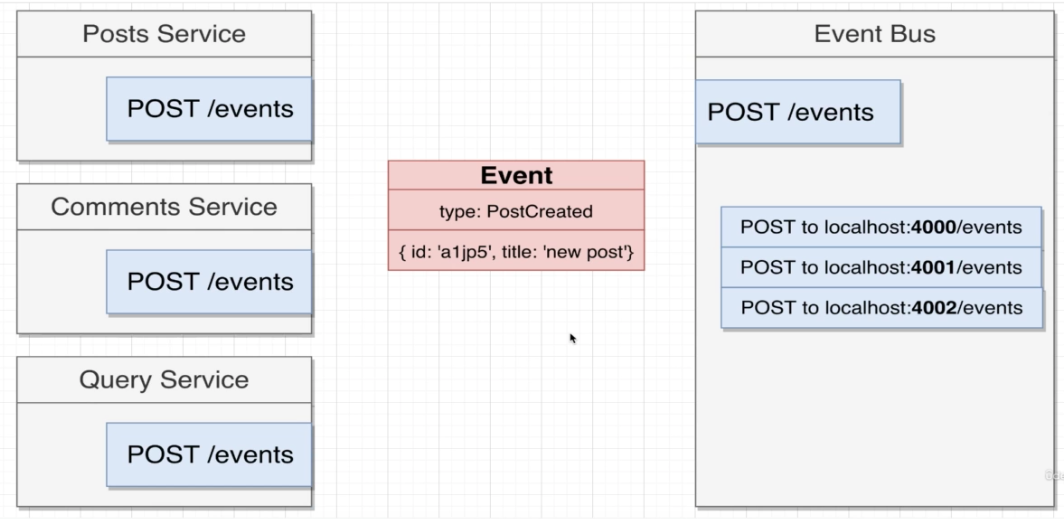 Posts Service
POST /events
Comments Service
POST /events
Query Service
POST /events
Event
type: PostCreated
{ id: 'a1jp5', title: 'new post'}
Event Bus
POST /events
POST to localhost:4000/events
POST to localhost:4001/events
POST to localhost:4002/events